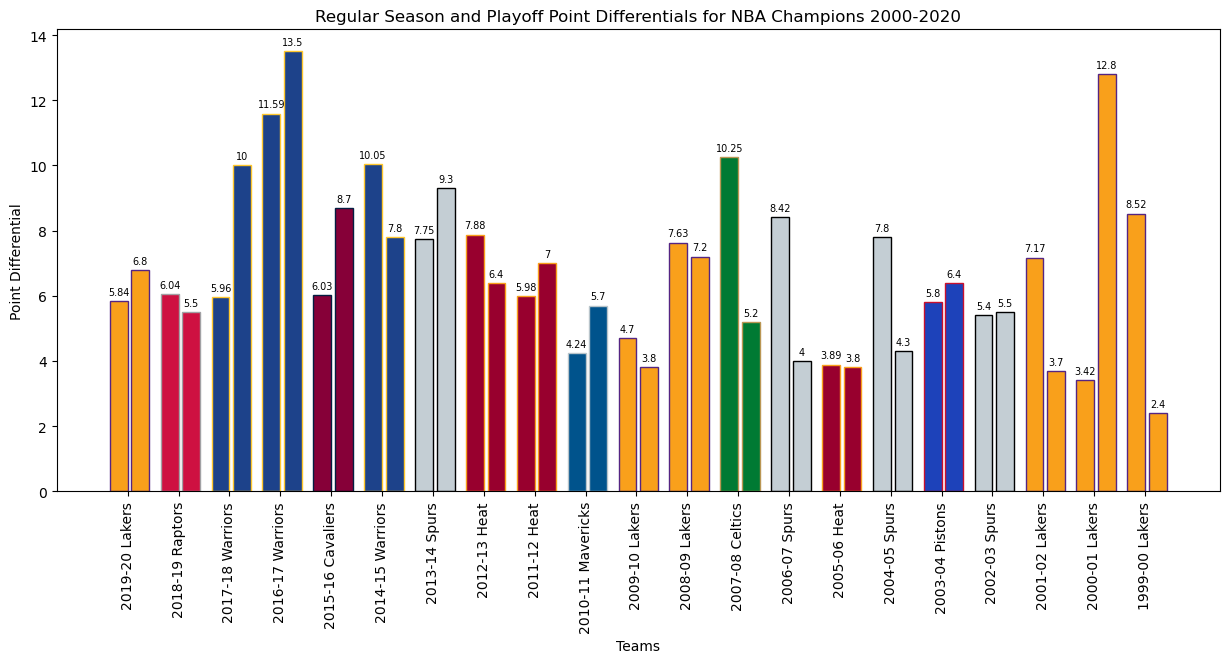 Regular Season and Playoff Point Differentials for NBA Champions 2000-2020
Point Differential
14
12
10
8
6
4
2
0
5.84
6.8
6.04
5.5
5.96
10
11.59
13.5
6.03
8.7
10.05
7.8
7.75
9.3
7.88
6.4
5.98
7
4.24
5.7
4.7
3.8
7.63
7.2
10.25
5.2
8.42
4
3.89
3.8
7.8
4.3
5.8
6.4
5.4
5.5
7.17
3.7
3.42
12.8
8.52
2.4
2019-20 Lakers
2018-19 Raptors
2017-18 Warriors
2016-17 Warriors
2015-16 Cavaliers
2014-15 Warriors
2013-14 Spurs
2012-13 Heat
2011-12 Heat
2010-11 Mavericks
2009-10 Lakers
2008-09 Lakers
2007-08 Celtics
2006-07 Spurs
2005-06 Heat
2004-05 Spurs
2003-04 Pistons
2002-03 Spurs
2001-02 Lakers
2000-01 Lakers
1999-00 Lakers
Teams